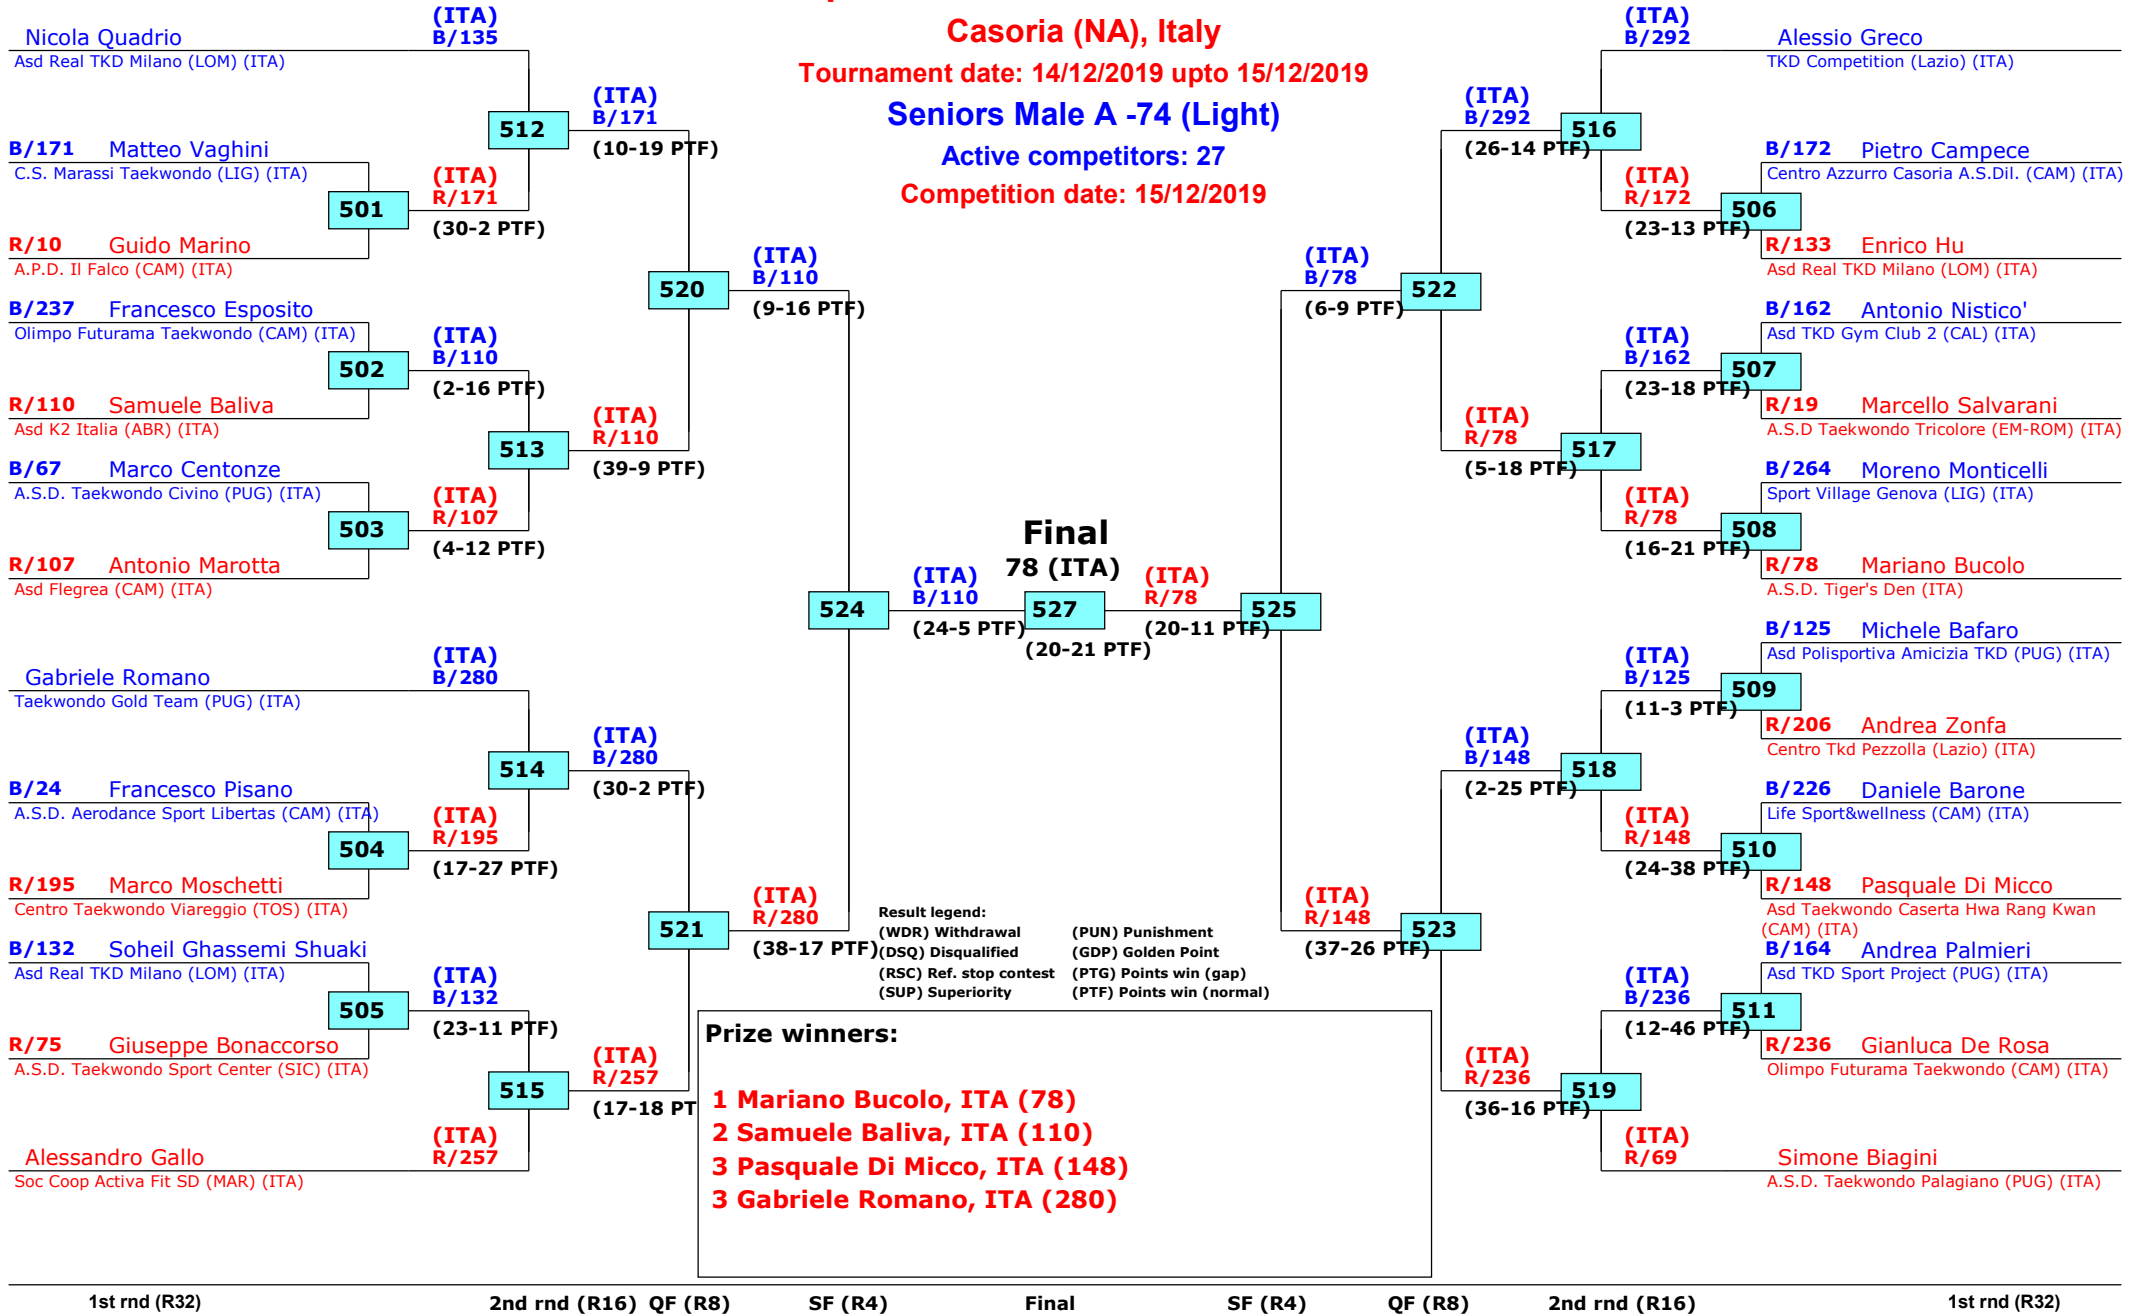 Casoria (NA), Italy
Tournament date: 14/12/2019 upto 15/12/2019
Seniors Male A -74 (Light)
Active competitors: 27
Competition date: 15/12/2019
Nicola Quadrio
Asd Real TKD Milano (LOM) (ITA)
(ITA)
B/135
B/171 Matteo Vaghini
C.S. Marassi Taekwondo (LIG) (ITA)
501
R/10 Guido Marino
A.P.D. Il Falco (CAM) (ITA)
(ITA)
R/171
(30-2 PTF)
512
(ITA)
B/171
(10-19 PTF)
B/237 Francesco Esposito
Olimpo Futurama Taekwondo (CAM) (ITA)
502
R/110 Samuele Baliva
Asd K2 Italia (ABR) (ITA)
(ITA)
B/110
(2-16 PTF)
B/67 Marco Centonze
A.S.D. Taekwondo Civino (PUG) (ITA)
503
R/107 Antonio Marotta
Asd Flegrea (CAM) (ITA)
(ITA)
R/107
(4-12 PTF)
513
(ITA)
R/110
(39-9 PTF)
520
(ITA)
B/110
(9-16 PTF)
Gabriele Romano
Taekwondo Gold Team (PUG) (ITA)
(ITA)
B/280
B/24 Francesco Pisano
A.S.D. Aerodance Sport Libertas (CAM) (ITA)
504
R/195 Marco Moschetti
Centro Taekwondo Viareggio (TOS) (ITA)
(ITA)
R/195
(17-27 PTF)
514
(ITA)
B/280
(30-2 PTF)
B/132 Soheil Ghassemi Shuaki
Asd Real TKD Milano (LOM) (ITA)
505
R/75 Giuseppe Bonaccorso
A.S.D. Taekwondo Sport Center (SIC) (ITA)
(ITA)
B/132
(23-11 PTF)
Alessandro Gallo
Soc Coop Activa Fit SD (MAR) (ITA)
(ITA)
R/257
515
(ITA)
R/257
(17-18 PT
521
(ITA)
R/280
(38-17 PTF)
524
(ITA)
B/110
(24-5 PTF)
Final
78 (ITA)
527
(20-21 PTF)
(ITA)
R/78
(20-11 PTF)
525
(ITA)
B/78
(6-9 PTF)
522
(ITA)
B/292
(26-14 PTF)
516
(ITA)
B/292
Alessio Greco
TKD Competition (Lazio) (ITA)
(ITA)
R/172
(23-13 PTF)
506
B/172 Pietro Campece
Centro Azzurro Casoria A.S.Dil. (CAM) (ITA)
R/133 Enrico Hu
Asd Real TKD Milano (LOM) (ITA)
(ITA)
R/78
(5-18 PTF)
517
(ITA)
B/162
(23-18 PTF)
507
B/162 Antonio Nistico'
Asd TKD Gym Club 2 (CAL) (ITA)
R/19 Marcello Salvarani
A.S.D Taekwondo Tricolore (EM-ROM) (ITA)
(ITA)
R/78
(16-21 PTF)
508
B/264 Moreno Monticelli
Sport Village Genova (LIG) (ITA)
R/78 Mariano Bucolo
A.S.D. Tiger's Den (ITA)
(ITA)
R/148
(37-26 PTF)
523
(ITA)
B/148
(2-25 PTF)
518
(ITA)
B/125
(11-3 PTF)
509
B/125 Michele Bafaro
Asd Polisportiva Amicizia TKD (PUG) (ITA)
R/206 Andrea Zonfa
Centro Tkd Pezzolla (Lazio) (ITA)
(ITA)
R/148
(24-38 PTF)
510
B/226 Daniele Barone
Life Sport&wellness (CAM) (ITA)
R/148 Pasquale Di Micco
Asd Taekwondo Caserta Hwa Rang Kwan
(CAM) (ITA)
(ITA)
R/236
(36-16 PTF)
519
(ITA)
B/236
(12-46 PTF)
511
B/164 Andrea Palmieri
Asd TKD Sport Project (PUG) (ITA)
R/236 Gianluca De Rosa
Olimpo Futurama Taekwondo (CAM) (ITA)
(ITA)
R/69
Simone Biagini
A.S.D. Taekwondo Palagiano (PUG) (ITA)
Result legend:
(WDR) Withdrawal (PUN) Punishment
(DSQ) Disqualified (GDP) Golden Point
(RSC) Ref. stop contest (PTG) Points win (gap)
(SUP) Superiority (PTF) Points win (normal)
Prize winners:
1 Mariano Bucolo, ITA (78)
2 Samuele Baliva, ITA (110)
3 Pasquale Di Micco, ITA (148)
3 Gabriele Romano, ITA (280)
1st rnd (R32) 2nd rnd (R16) QF (R8) SF (R4) Final SF (R4) QF (R8) 2nd rnd (R16) 1st rnd (R32)